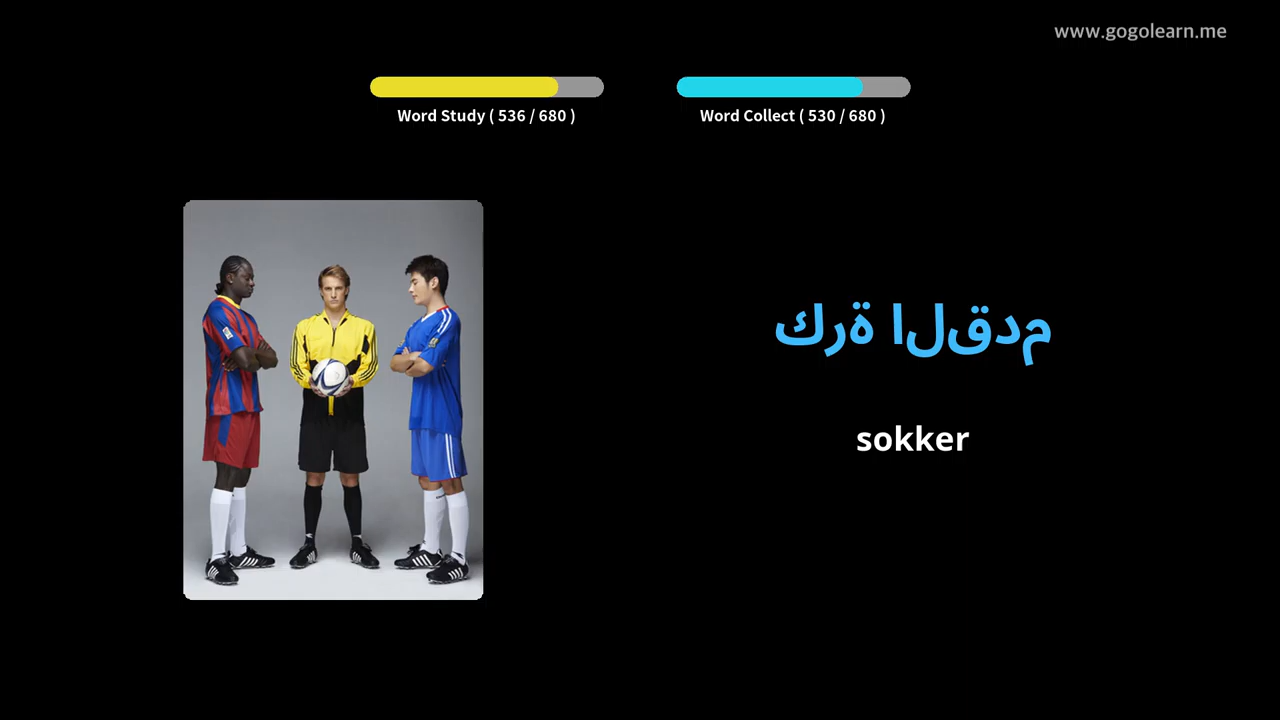 www.gogolearn.me
Word Study ( 536 / 680 )
Word Collect ( 530 / 680 )
كرة القدم
sokker